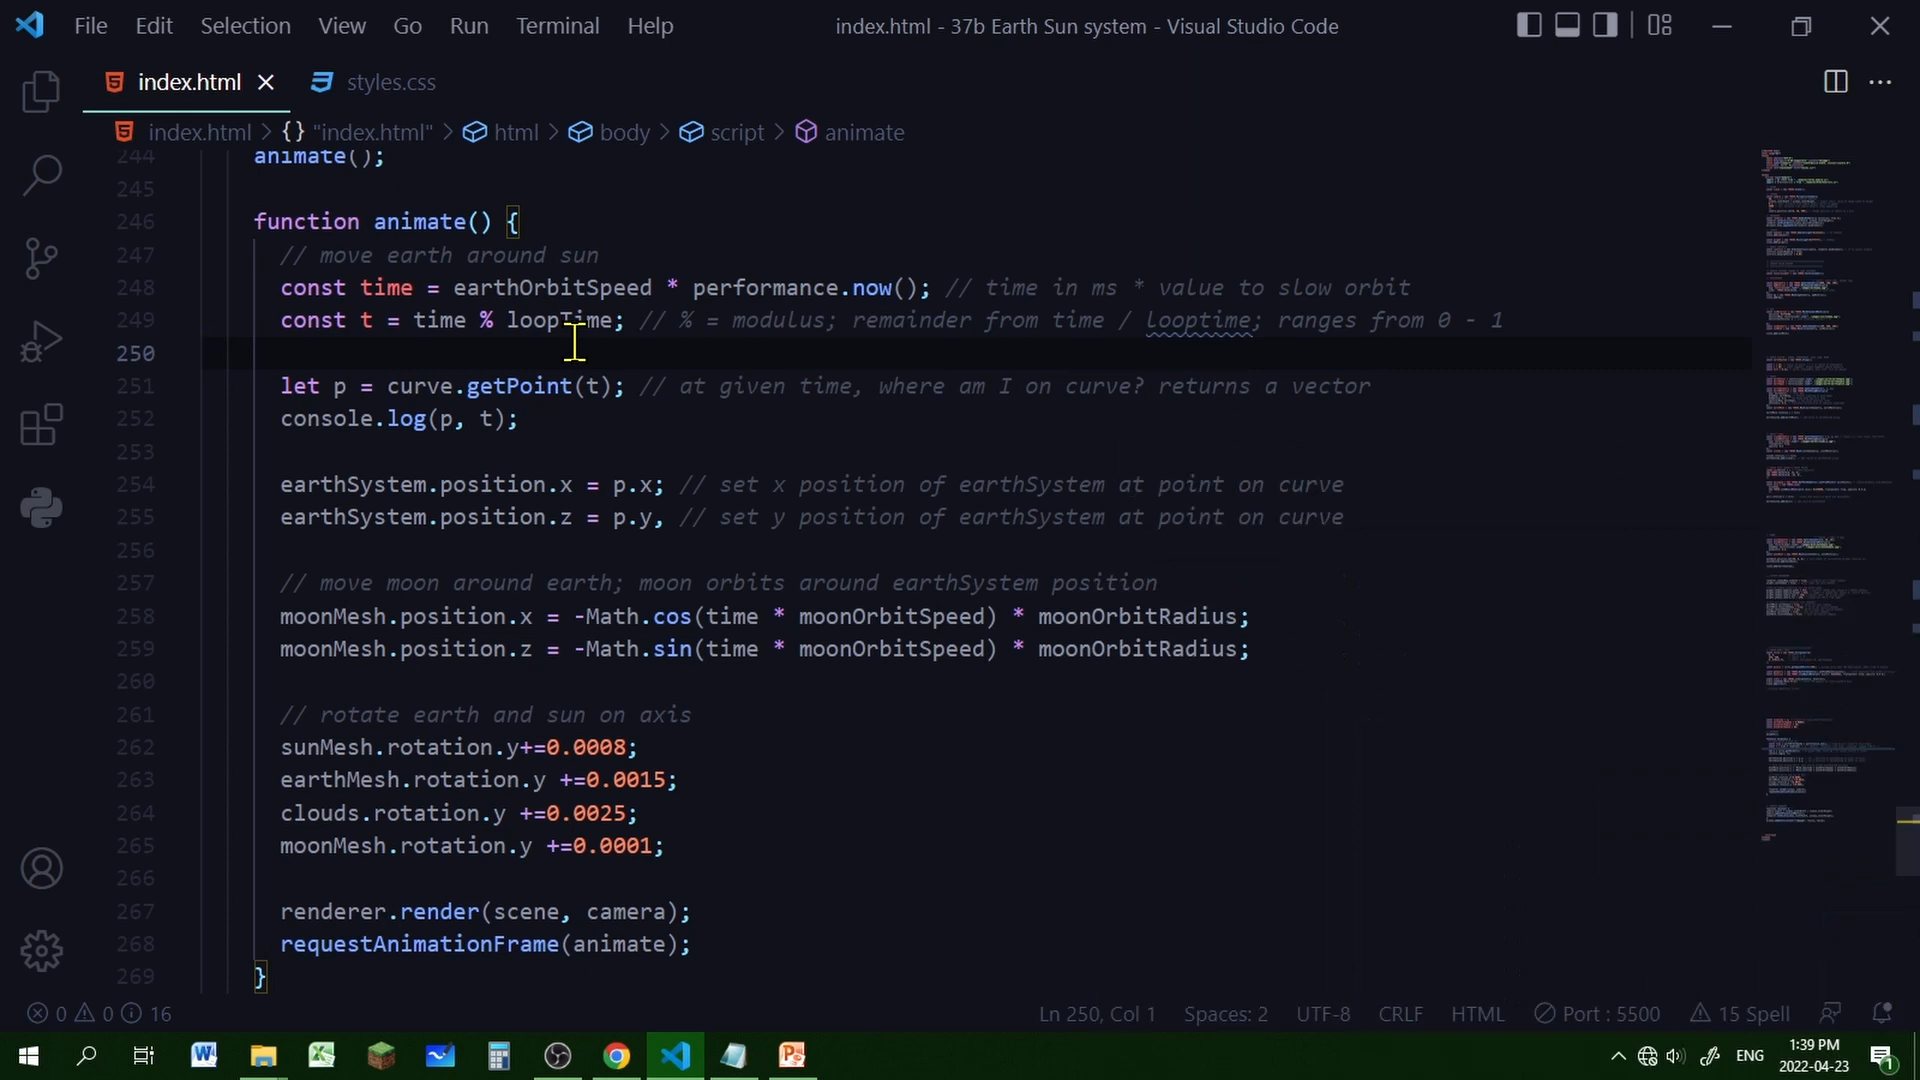 File Edit Selection View Go Run Terminal Help
index.html - 37b Earth Sun system - Visual Studio Code
index.html
styles.css
index.html > {} "index.html" > html > body > script > animate
244 animate();
245
246 function animate() {
247 // move earth around sun
248 const time = earthOrbitSpeed * performance.now(); // time in ms * value to slow orbit
249 const t = time % loopTime; // % = modulus; remainder from time / looptime; ranges from 0 - 1
250
251 let p = curve.getPoint(t); // at given time, where am I on curve? returns a vector
252 console.log(p, t);
253
254 earthSystem.position.x = p.x; // set x position of earthSystem at point on curve
255 earthSystem.position.z = p.y, // set y position of earthSystem at point on curve
256
257 // move moon around earth; moon orbits around earthSystem position
258 moonMesh.position.x = -Math.cos(time * moonOrbitSpeed) * moonOrbitRadius;
259 moonMesh.position.z = -Math.sin(time * moonOrbitSpeed) * moonOrbitRadius;
260
261 // rotate earth and sun on axis
262 sunMesh.rotation.y+=0.0008;
263 earthMesh.rotation.y +=0.0015;
264 clouds.rotation.y +=0.0025;
265 moonMesh.rotation.y +=0.0001;
266
267 renderer.render(scene, camera);
268 requestAnimationFrame(animate);
269 }
0 0 16
Ln 250, Col 1 Spaces: 2 UTF-8 CRLF HTML Port : 5500 15 Spell
ENG
1:39 PM
2022-04-23
1